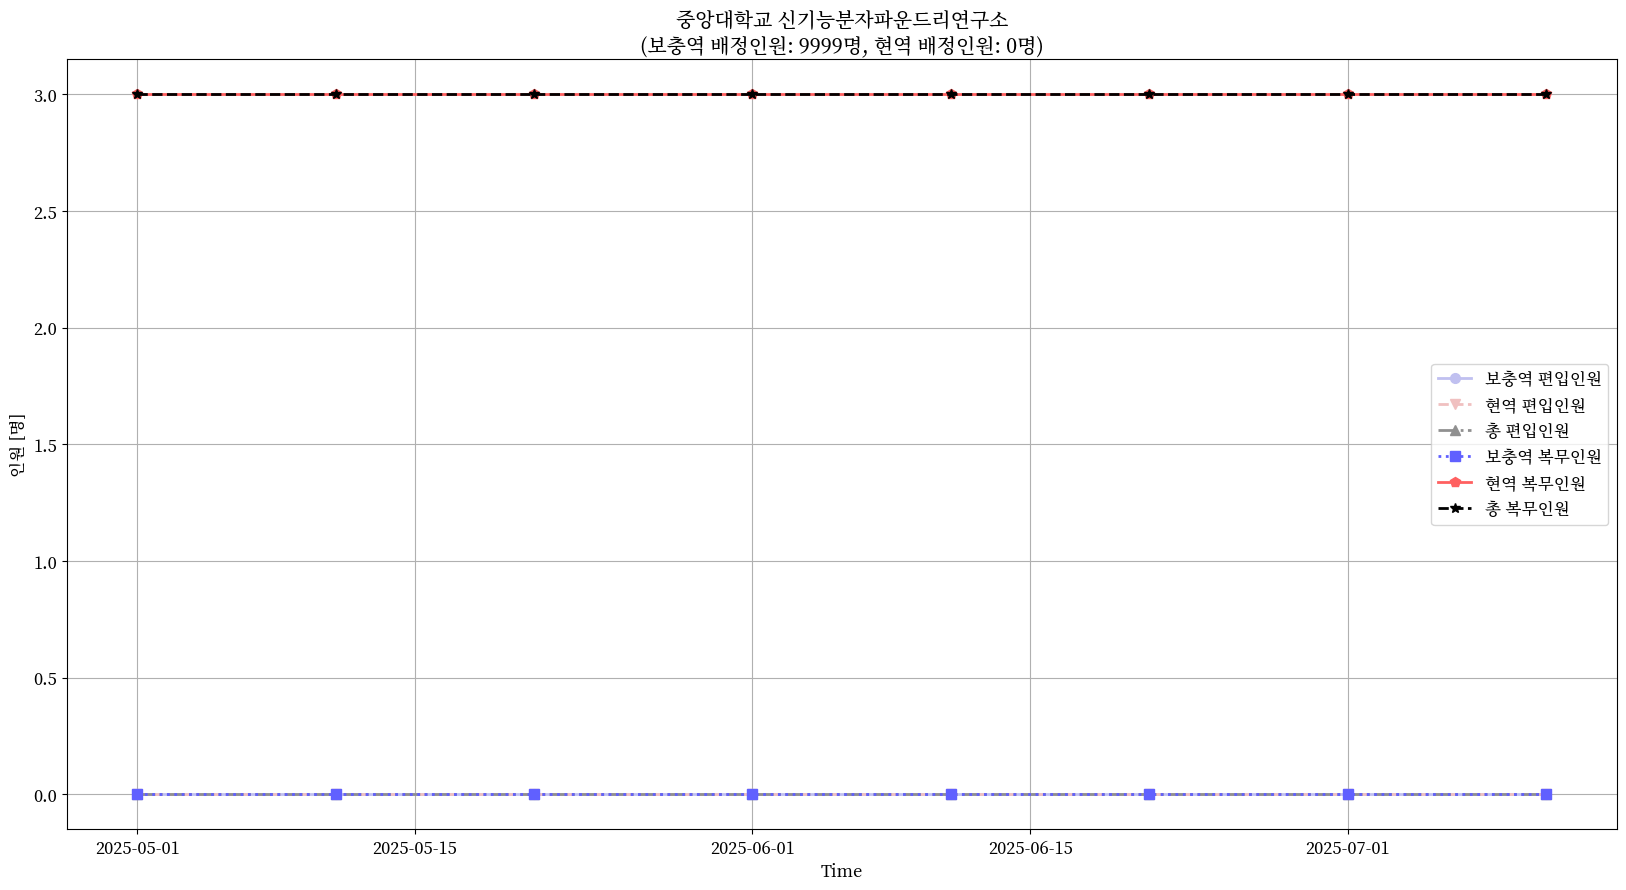 중앙대학교 신기능분자파운드리연구소
(보충역 배정인원: 9999명, 현역 배정인원: 0명)
인원 [명]
3.0
2.5
2.0
1.5
1.0
0.5
0.0
보충역 편입인원
현역 편입인원
총 편입인원
보충역 복무인원
현역 복무인원
총 복무인원
2025-05-01
2025-05-15
2025-06-01
2025-06-15
2025-07-01
Time